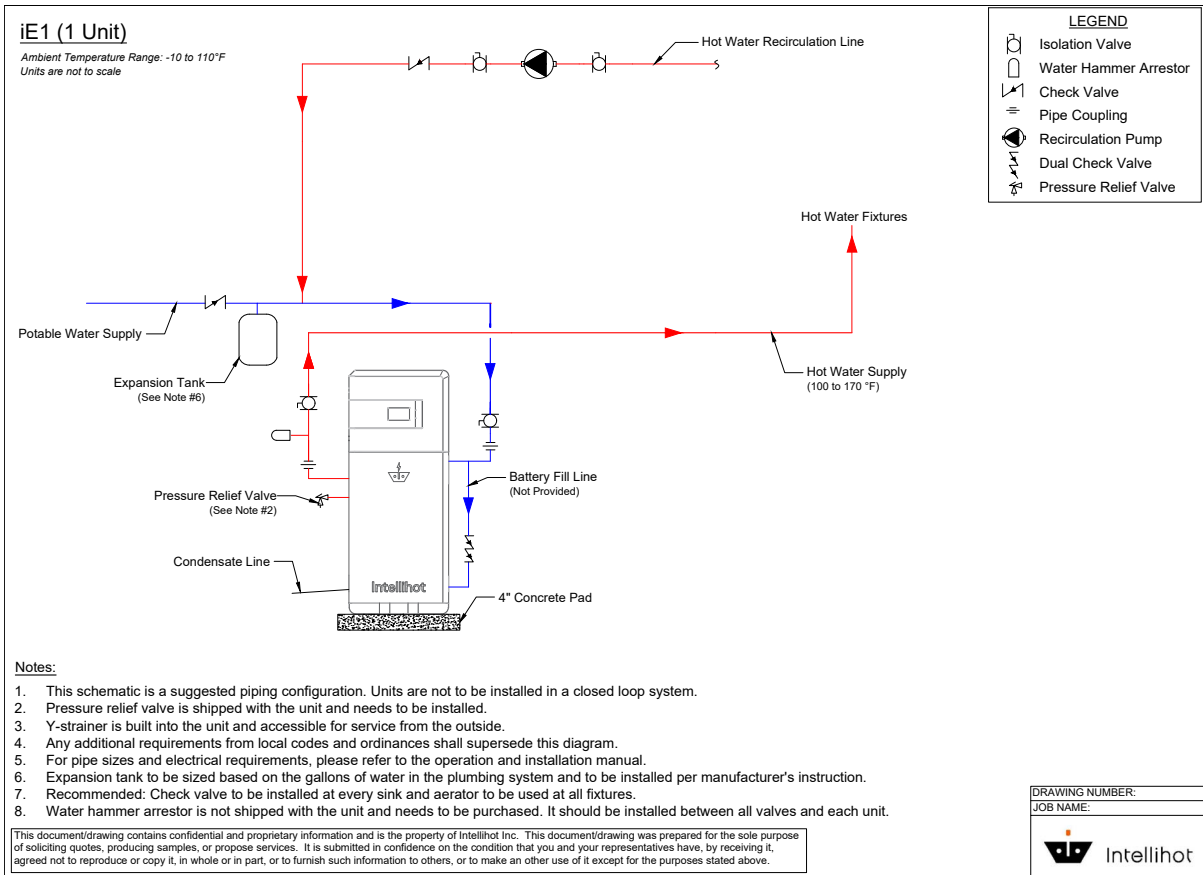 iE1 (1 Unit)
Ambient Temperature Range: -10 to 110°F
Units are not to scale
Hot Water Recirculation Line
LEGEND
Isolation Valve
Water Hammer Arrestor
Check Valve
Pipe Coupling
Recirculation Pump
Dual Check Valve
Pressure Relief Valve
Hot Water Fixtures
Potable Water Supply
Expansion Tank
(See Note #6)
Hot Water Supply
(100 to 170 °F)
Battery Fill Line
(Not Provided)
Pressure Relief Valve
(See Note #2)
Condensate Line
Intellihot
4" Concrete Pad
Notes:
1. This schematic is a suggested piping configuration. Units are not to be installed in a closed loop system.
2. Pressure relief valve is shipped with the unit and needs to be installed.
3. Y-strainer is built into the unit and accessible for service from the outside.
4. Any additional requirements from local codes and ordinances shall supersede this diagram.
5. For pipe sizes and electrical requirements, please refer to the operation and installation manual.
6. Expansion tank to be sized based on the gallons of water in the plumbing system and to be installed per manufacturer's instruction.
7. Recommended: Check valve to be installed at every sink and aerator to be used at all fixtures.
8. Water hammer arrestor is not shipped with the unit and needs to be purchased. It should be installed between all valves and each unit.
This document/drawing contains confidential and proprietary information and is the property of Intellihot Inc. This document/drawing was prepared for the sole purpose
of soliciting quotes, producing samples, or propose services. It is submitted in confidence on the condition that you and your representatives have, by receiving it,
agreed not to reproduce or copy it, in whole or in part, or to furnish such information to others, or to make an other use of it except for the purposes stated above.
DRAWING NUMBER:
JOB NAME:
Intellihot